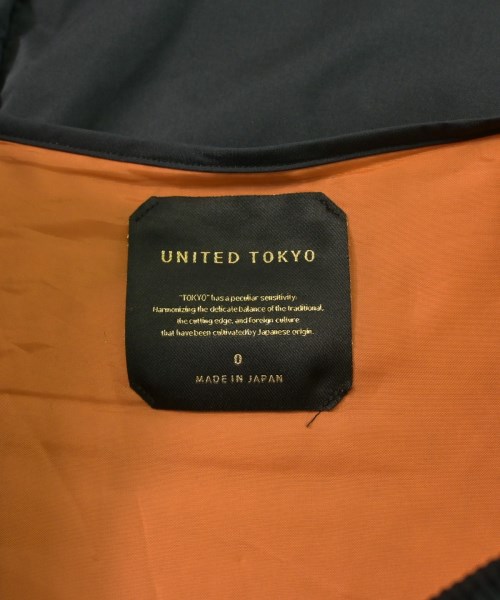 UNITED TOKYO
"TOKYO" has a peculiar sensitivity.
Harmonizing the delicate balance of the traditional,
the cutting edge, and foreign culture
that have been cultivated by Japanese origin.
0
MADE IN JAPAN